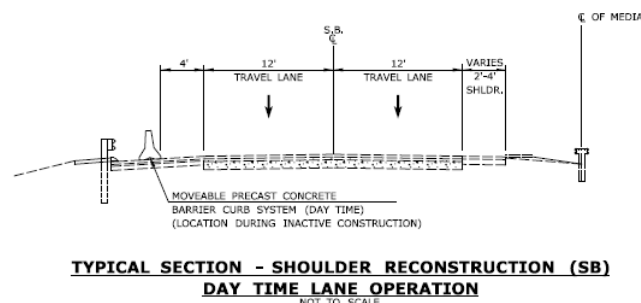 ℄ OF MEDIA
S.B.
℄
4'
12'
12'
VARIES
TRAVEL LANE
TRAVEL LANE
2'-4'
SHLDR.
MOVEABLE PRECAST CONCRETE
BARRIER CURB SYSTEM (DAY TIME)
(LOCATION DURING INACTIVE CONSTRUCTION)
TYPICAL SECTION - SHOULDER RECONSTRUCTION (SB)
DAY TIME LANE OPERATION
NOT TO SCALE